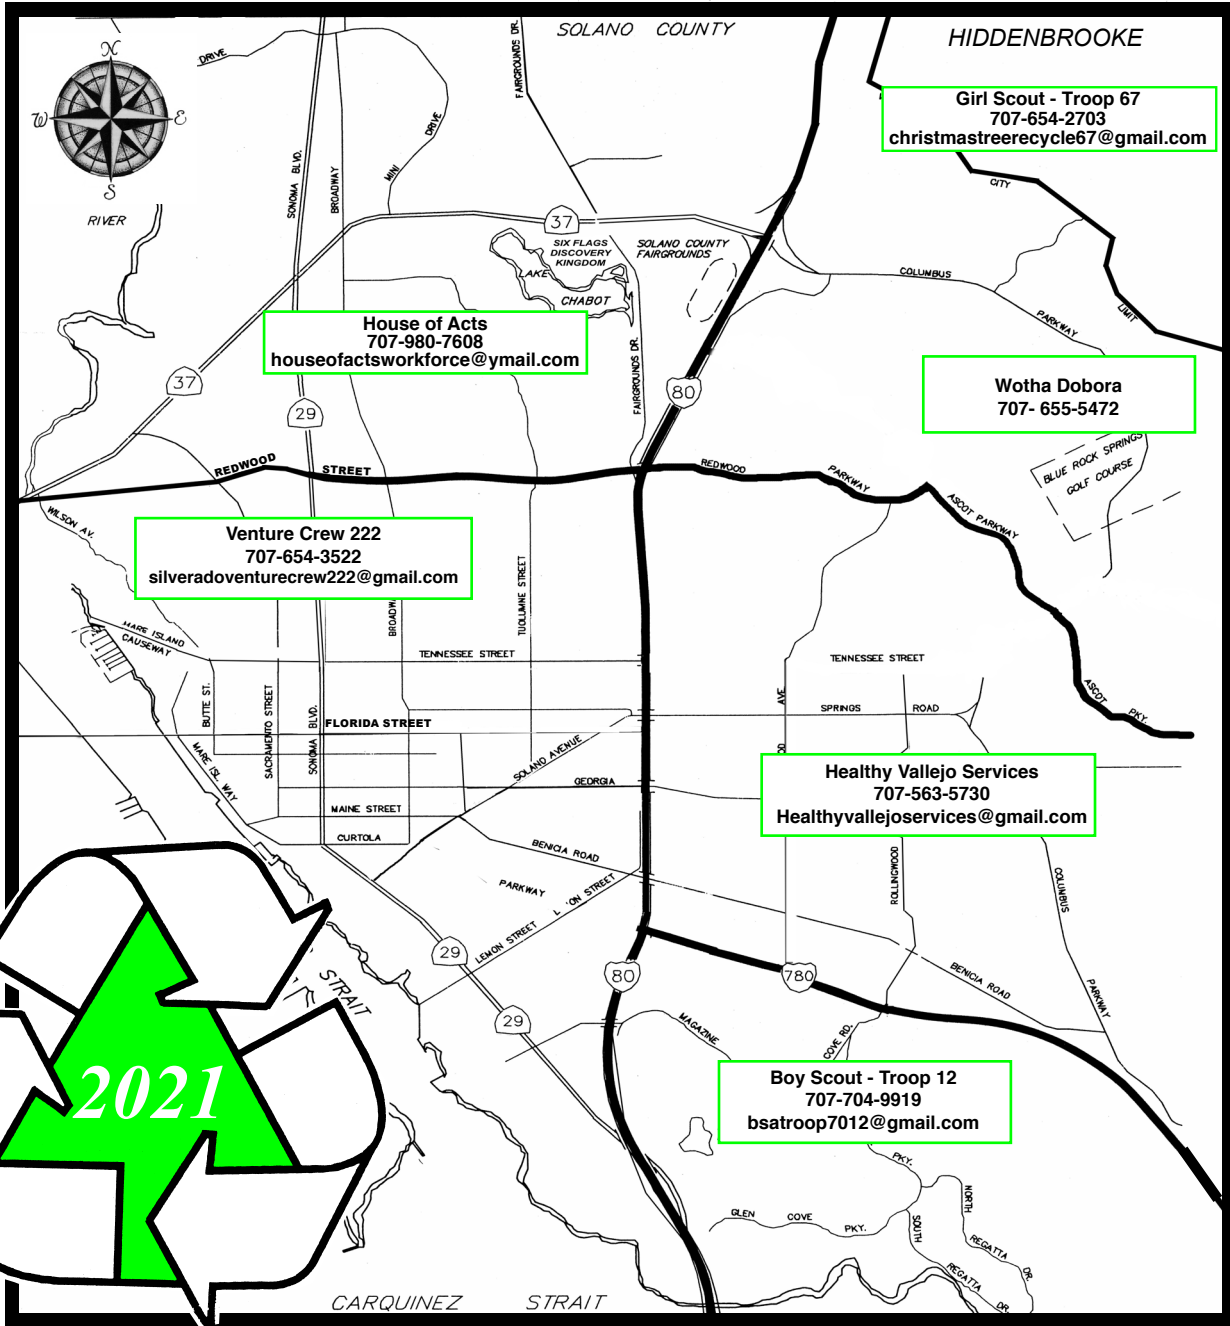 SOLANO COUNTY
HIDDENBROOKE
N
W
E
S
DRIVE
FAIRGROUNDS DR.
Girl Scout - Troop 67
707-654-2703
christmastreerecycle67@gmail.com
SONOMA BLVD.
BROADWAY
MINI
DRIVE
CITY
RIVER
37
SIX FLAGS
DISCOVERY
KINGDOM
SOLANO COUNTY
FAIRGROUNDS
LAKE
CHABOT
COLUMBUS
PARKWAY
LIMIT
House of Acts
707-980-7608
houseofactsworkforce@ymail.com
37
29
FAIRGROUNDS DR.
80
Wotha Dobora
707- 655-5472
REDWOOD
STREET
REDWOOD
PARKWAY
BLUE ROCK SPRINGS
GOLF COURSE
ASCOT PARKWAY
WILSON AV.
Venture Crew 222
707-654-3522
silveradoventurecrew222@gmail.com
TUOLUMNE STREET
MARE ISLAND
CAUSEWAY
TENNESSEE STREET
TENNESSEE STREET
BUTTE ST.
SACRAMENTO STREET
SONOMA BLVD.
FLORIDA STREET
AVE
SPRINGS
ROAD
ASCOT
PKY.
MARE ISL. WAY
SOLANO AVENUE
GEORGIA
Healthy Vallejo Services
707-563-5730
Healthyvallejoservices@gmail.com
MAINE STREET
CURTOLA
BENICIA ROAD
PARKWAY
LEMON STREET
ROLLINGWOOD
COLUMBUS
PARKWAY
29
80
780
BENICIA ROAD
STRAIT
29
MAGAZINE
COVE RD.
2021
Boy Scout - Troop 12
707-704-9919
bsatroop7012@gmail.com
PKY.
GLEN
COVE
PKY.
SOUTH
NORTH
REGATTA
DR.
REGATTA
DR.
CARQUINEZ
STRAIT